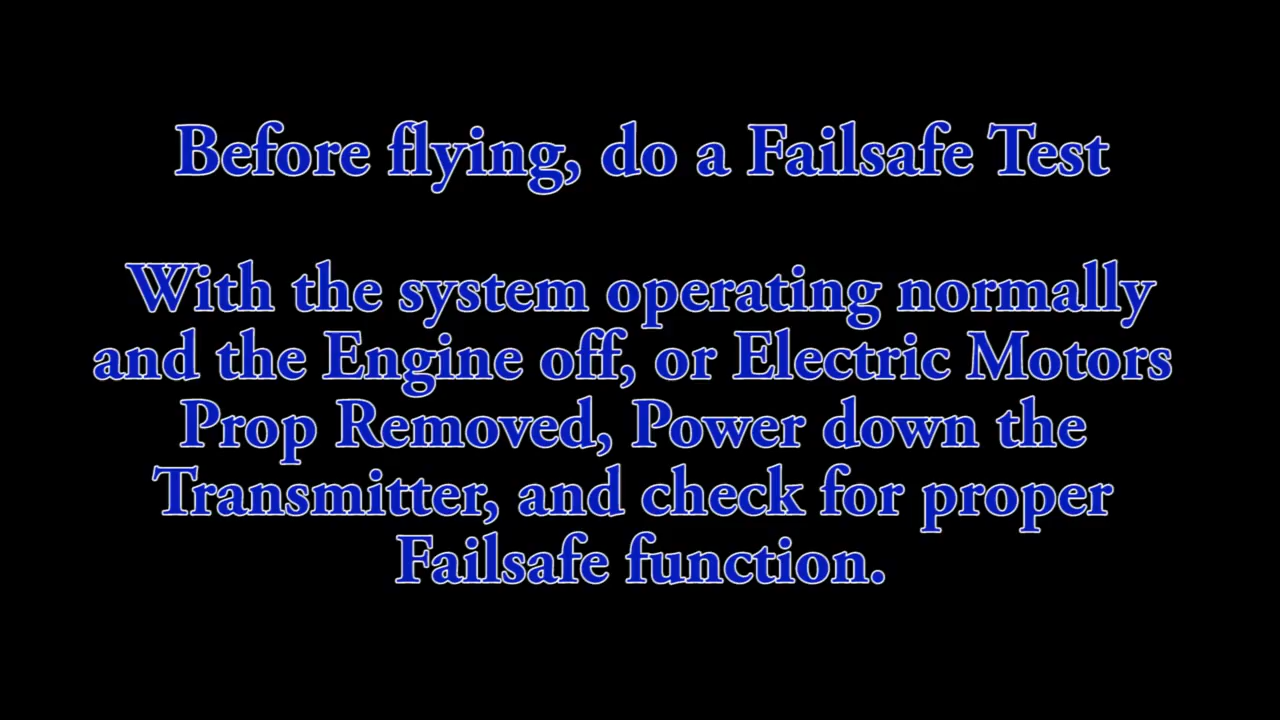 Before flying, do a Failsafe Test
With the system operating normally
and the Engine off, or Electric Motors
Prop Removed, Power down the
Transmitter, and check for proper
Failsafe function.